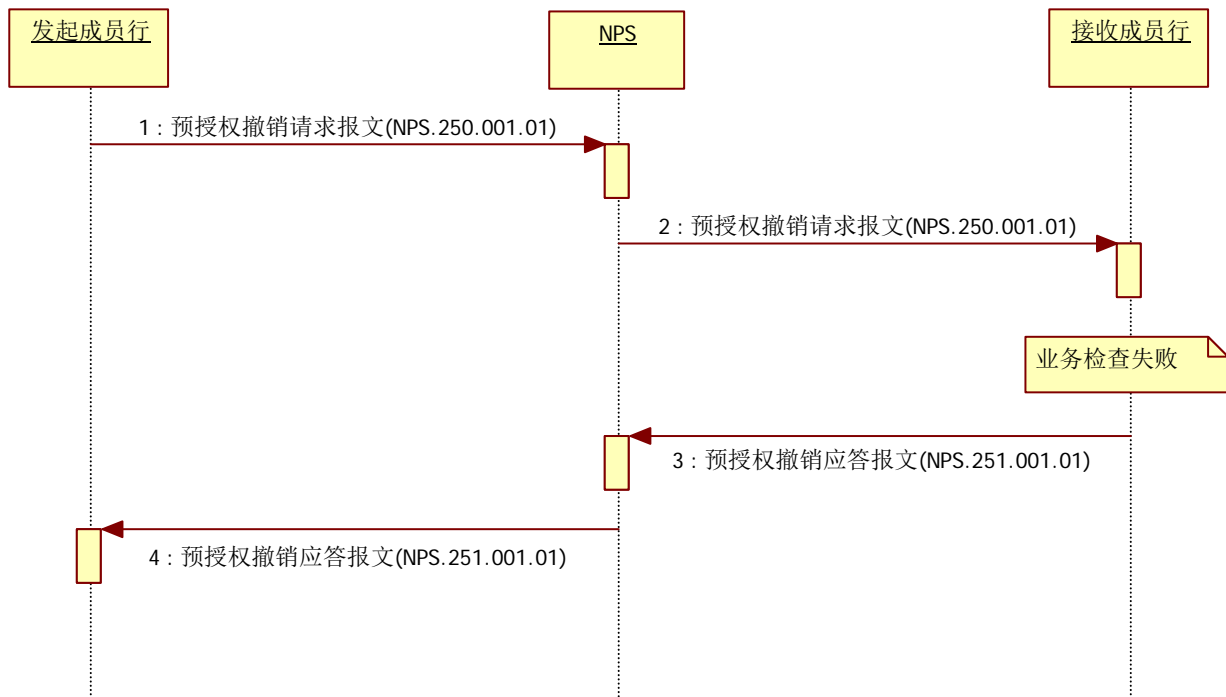 发起成员行
NPS
接收成员行
1 : 预授权撤销请求报文(NPS.250.001.01)
2 : 预授权撤销请求报文(NPS.250.001.01)
业务检查失败
3 : 预授权撤销应答报文(NPS.251.001.01)
4 : 预授权撤销应答报文(NPS.251.001.01)